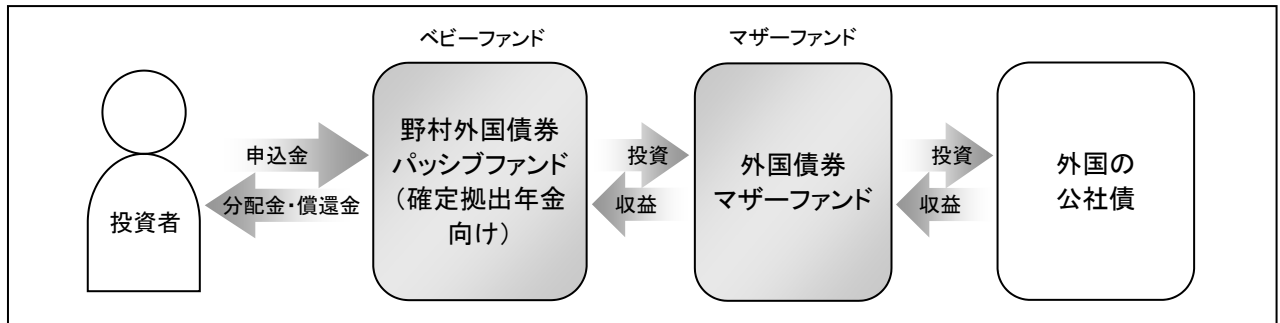 ベビーファンド
マザーファンド
投資者
申込金
分配金・償還金
野村外国債券
パッシブファンド
(確定拠出年金
向け)
投資
収益
外国債券
マザーファンド
投資
収益
外国の
公社債